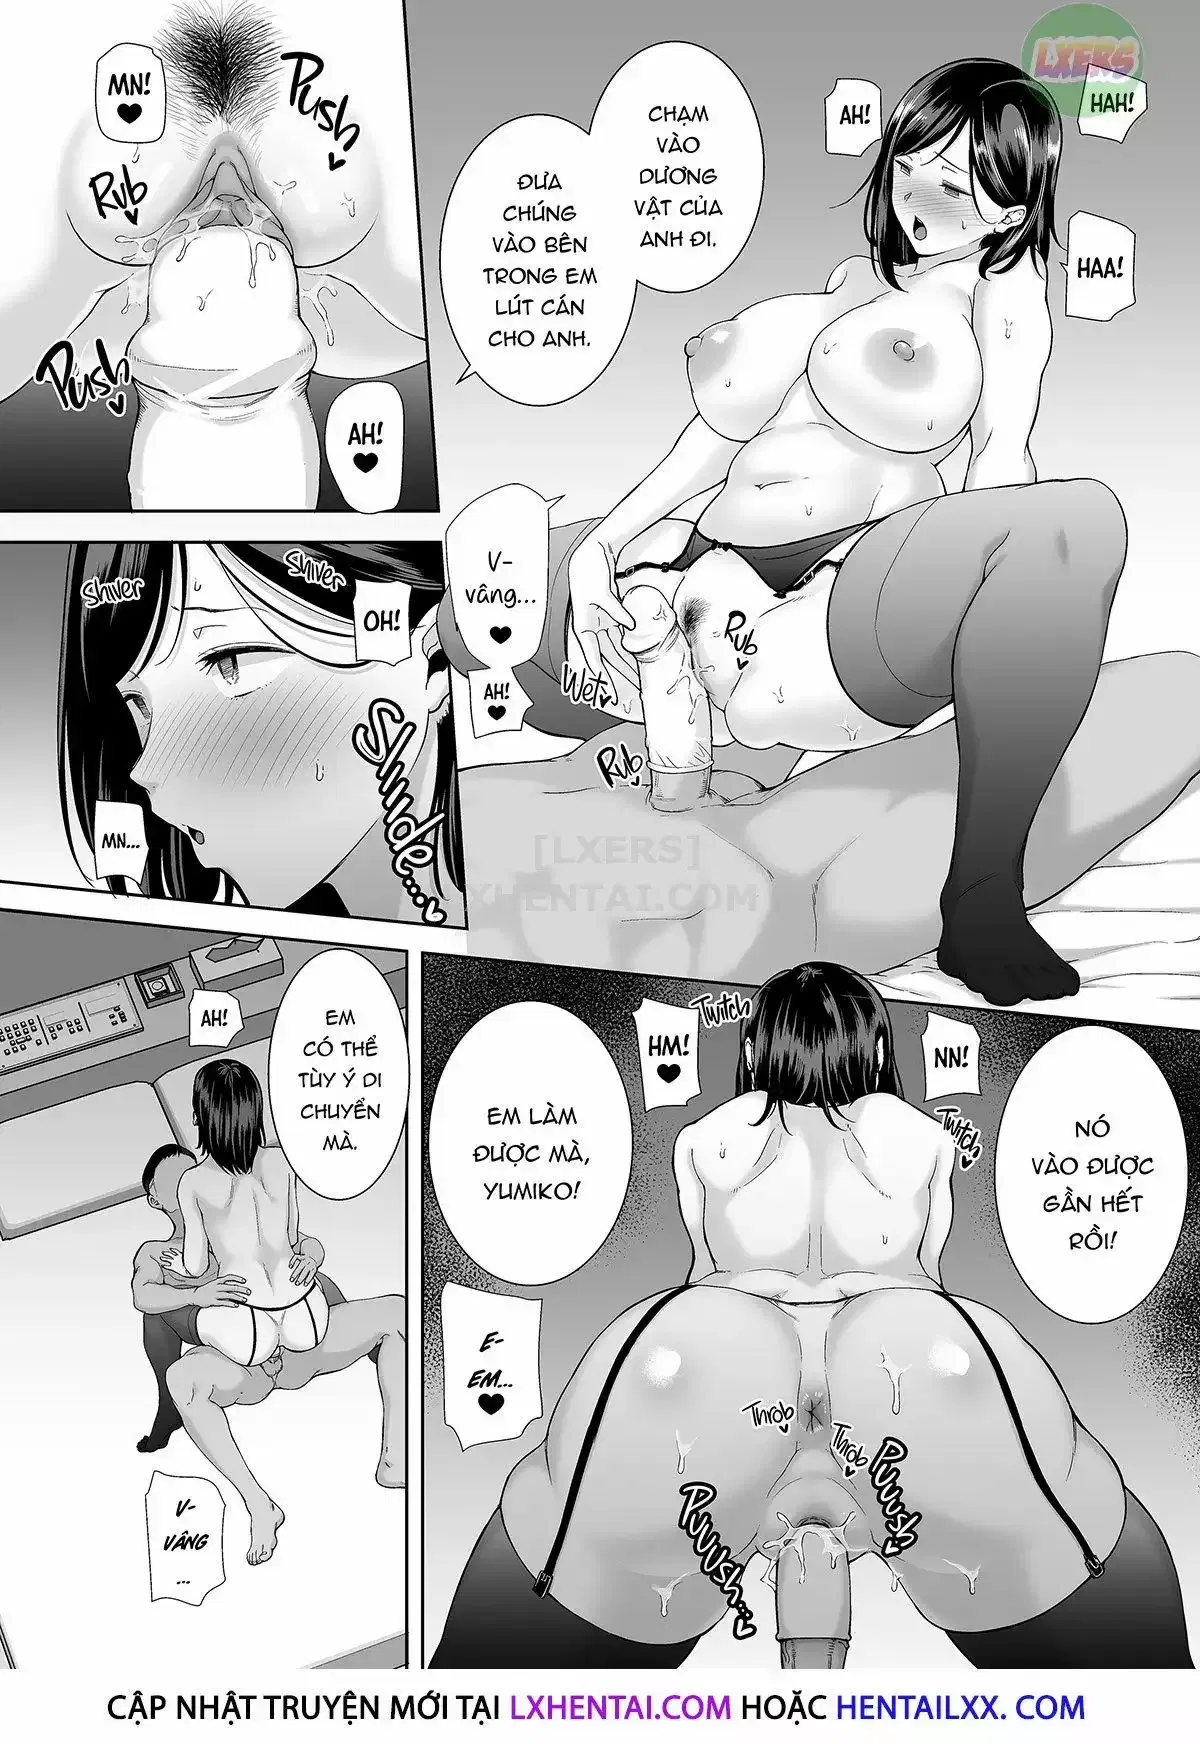 LXERS
HAH!
AH!
HAA!
CHẠM
VÀO
DƯƠNG
VẬT CỦA
ANH ĐI.
ĐƯA
CHÚNG
VÀO BÊN
TRONG EM
LÚT CÁN
CHO ANH.
V-
VÂNG...
AH!
Rub
Wet
Rub
MN!
Push
Rub
Push
AH!
Shiver
Shiver
OH!
Sluude....
MN...
[LXERS]
LXHENTAI.COM
NN!
Twitch
HM!
Twitch
NÓ
VÀO ĐƯỢC
GẦN HẾT
RỒI!
EM LÀM
ĐƯỢC MÀ,
YUMIKO!
E-
EM...
Throb
Throb
Puuush
Puuush...
EM
CÓ THỂ
TÙY Ý DI
CHUYỂN
MÀ.
AH!
V-
VÂNG
...
CẬP NHẬT TRUYỆN MỚI TẠI LXHENTAI.COM HOẶC HENTAILXX. COM